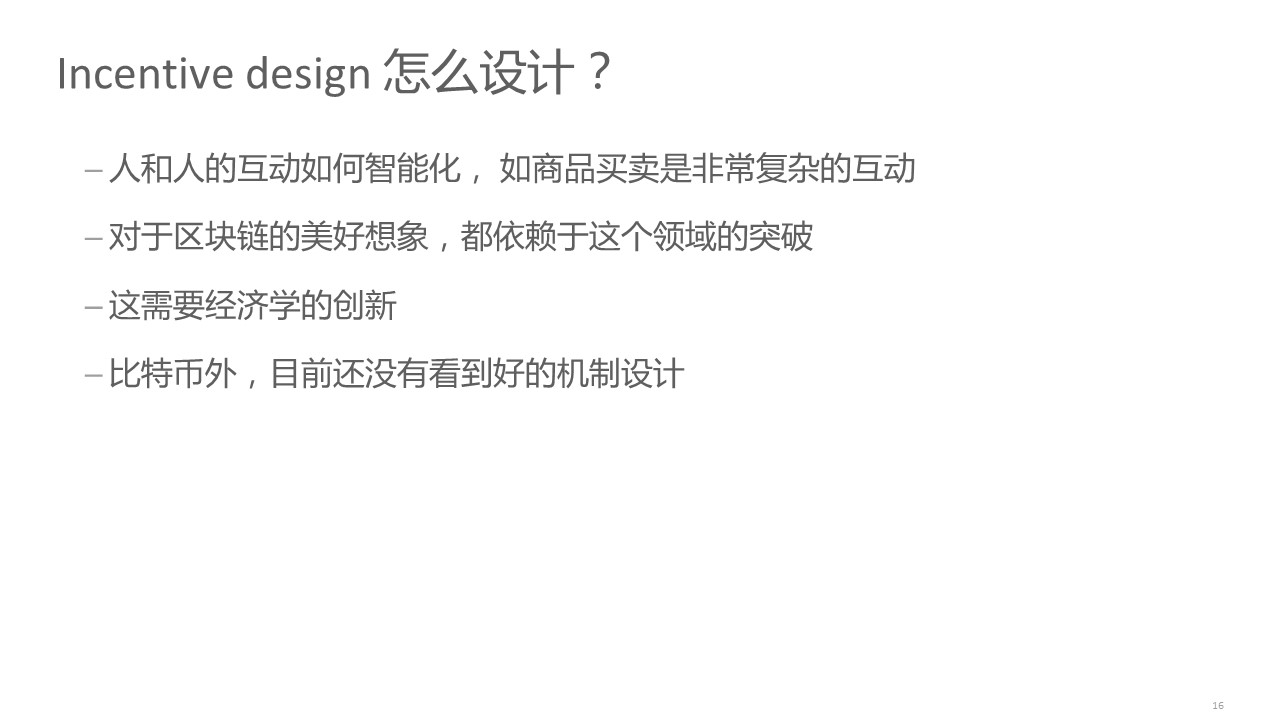 Incentive design 怎么设计？
– 人和人的互动如何智能化， 如商品买卖是非常复杂的互动
– 对于区块链的美好想象，都依赖于这个领域的突破
– 这需要经济学的创新
– 比特币外，目前还没有看到好的机制设计
16